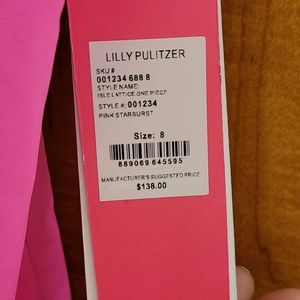 LILLY PULITZER
SKU#
001234 688 8
STYLE NAME:
ISLE LATTICE ONE PIECE
STYLE #: 001234
PINK STARBURST
Size: 8
889069 645595
MANUFACTURER'S SUGGESTED PRICE
$138.00